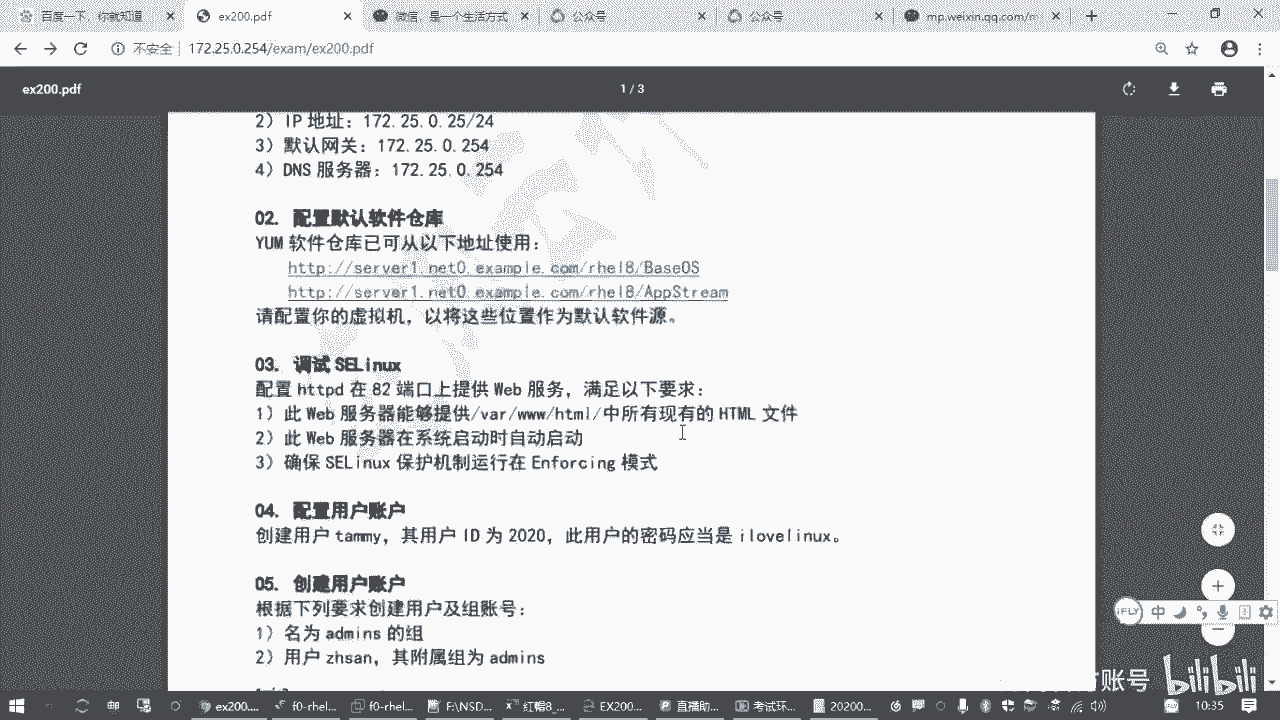 百度一下，你就知道
ex200.pdf
微信，是一个生活方式
公众号
公众号
mp.weixin.qq.com/m
不安全
172.25.0.254/exam/ex200.pdf
ex200.pdf
1 / 3
2）IP 地址：172.25.0.25/24
3）默认网关：172.25.0.254
4）DNS 服务器：172.25.0.254
02. 配置默认软件仓库
YUM 软件仓库已可从以下地址使用：
http://server1.net0.example.com/rhel8/BaseOS
http://server1.net0.example.com/rhel8/AppStream
请配置你的虚拟机，以将这些位置作为默认软件源。
03. 调试 SELinux
配置 httpd 在 82 端口上提供 Web 服务，满足以下要求：
1）此 Web 服务器能够提供/var/www/html/中所有现有的 HTML 文件
2）此 Web 服务器在系统启动时自动启动
3）确保 SELinux 保护机制运行在 Enforcing 模式
04. 配置用户账户
创建用户 tammy，其用户 ID 为 2020，此用户的密码应当是 ilovelinux。
05. 创建用户账户
根据下列要求创建用户及组账号：
1）名为 admins 的组
2）用户 zhsan，其附属组为 admins
iFLY
中
账号
bilibili
ex200....
f0-rhel...
f0-rhel...
F:\NSD...
红帽8_...
EX200...
直播助...
考试环...
20200...
10:35